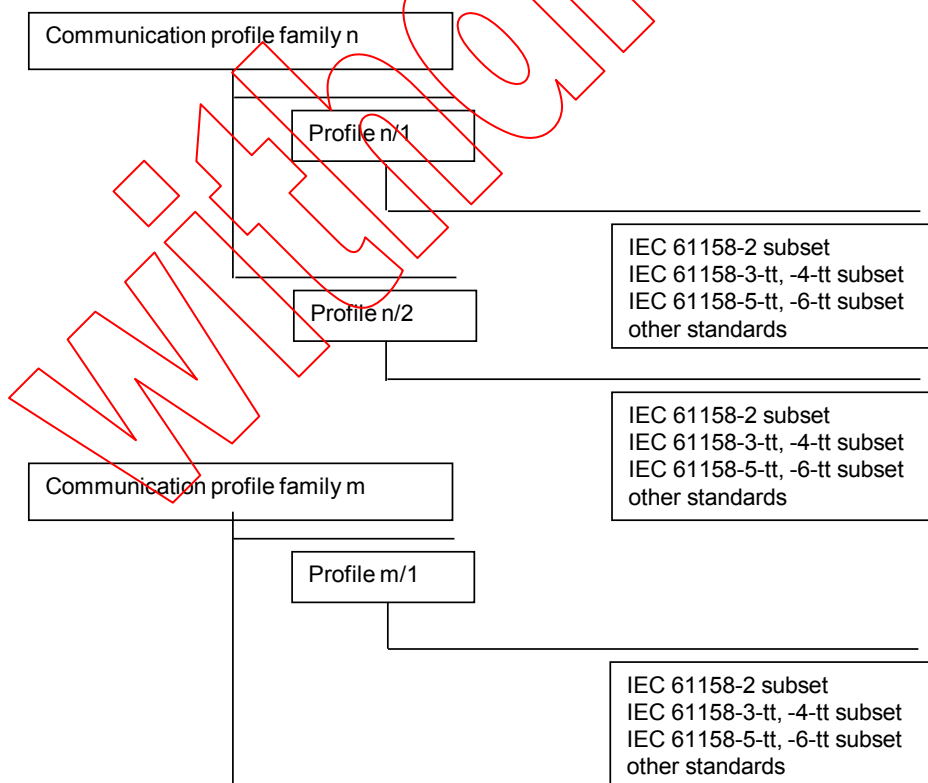 Communication profile family n
Profile n/1
IEC 61158-2 subset
IEC 61158-3-tt, -4-tt subset
IEC 61158-5-tt, -6-tt subset
other standards
Profile n/2
IEC 61158-2 subset
IEC 61158-3-tt, -4-tt subset
IEC 61158-5-tt, -6-tt subset
other standards
Communication profile family m
Profile m/1
IEC 61158-2 subset
IEC 61158-3-tt, -4-tt subset
IEC 61158-5-tt, -6-tt subset
other standards